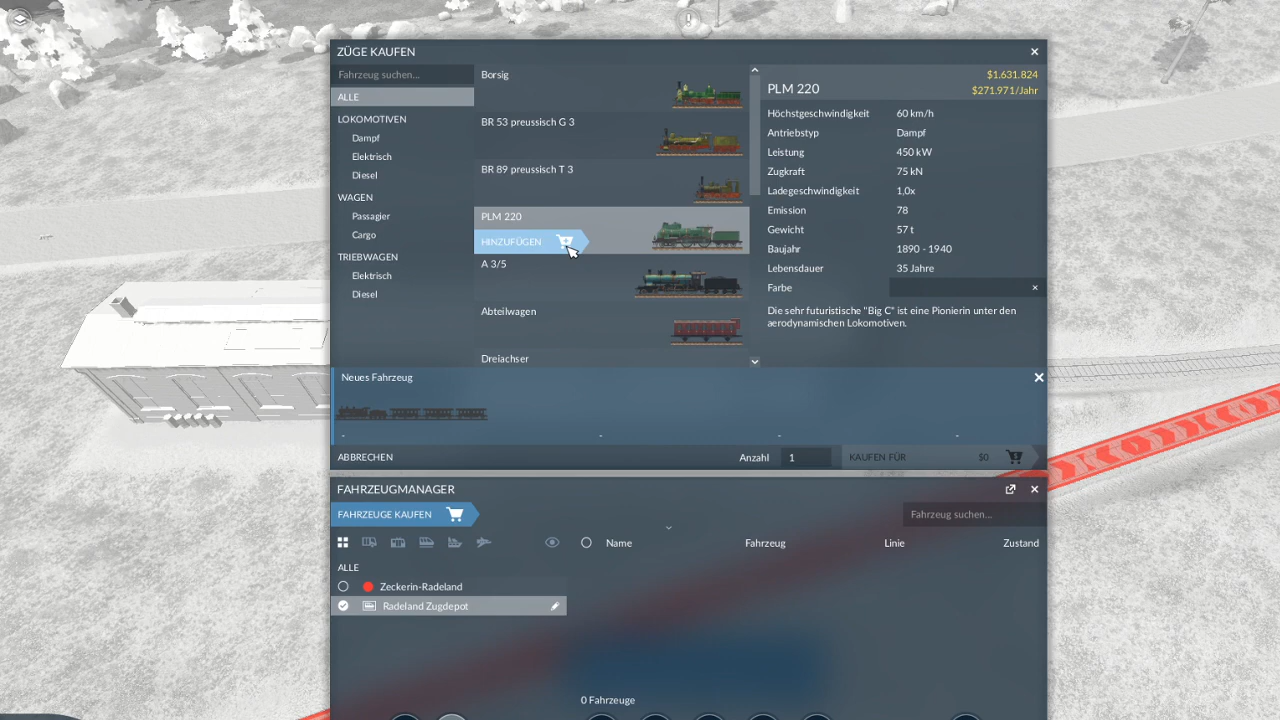 ZÜGE KAUFEN
Fahrzeug suchen...
ALLE
LOKOMOTIVEN
Dampf
Elektrisch
Diesel
WAGEN
Passagier
Cargo
TRIEBWAGEN
Elektrisch
Diesel
Borsig
BR 53 preussisch G 3
BR 89 preussisch T 3
PLM 220
HINZUFÜGEN
A 3/5
Abteilwagen
Dreiachser
$1.631.824
PLM 220
$271.971/Jahr
Höchstgeschwindigkeit 60 km/h
Antriebstyp Dampf
Leistung 450 kW
Zugkraft 75 kN
Ladegeschwindigkeit 1,0x
Emission 78
Gewicht 57 t
Baujahr 1890 - 1940
Lebensdauer 35 Jahre
Farbe
Die sehr futuristische "Big C" ist eine Pionierin unter den
aerodynamischen Lokomotiven.
Neues Fahrzeug
- - - -
ABBRECHEN Anzahl 1 KAUFEN FÜR $0
FAHRZEUGMANAGER
FAHRZEUGE KAUFEN Fahrzeug suchen...
Name Fahrzeug Linie Zustand
ALLE
Zeckerin-Radeland
Radeland Zugdepot
0 Fahrzeuge